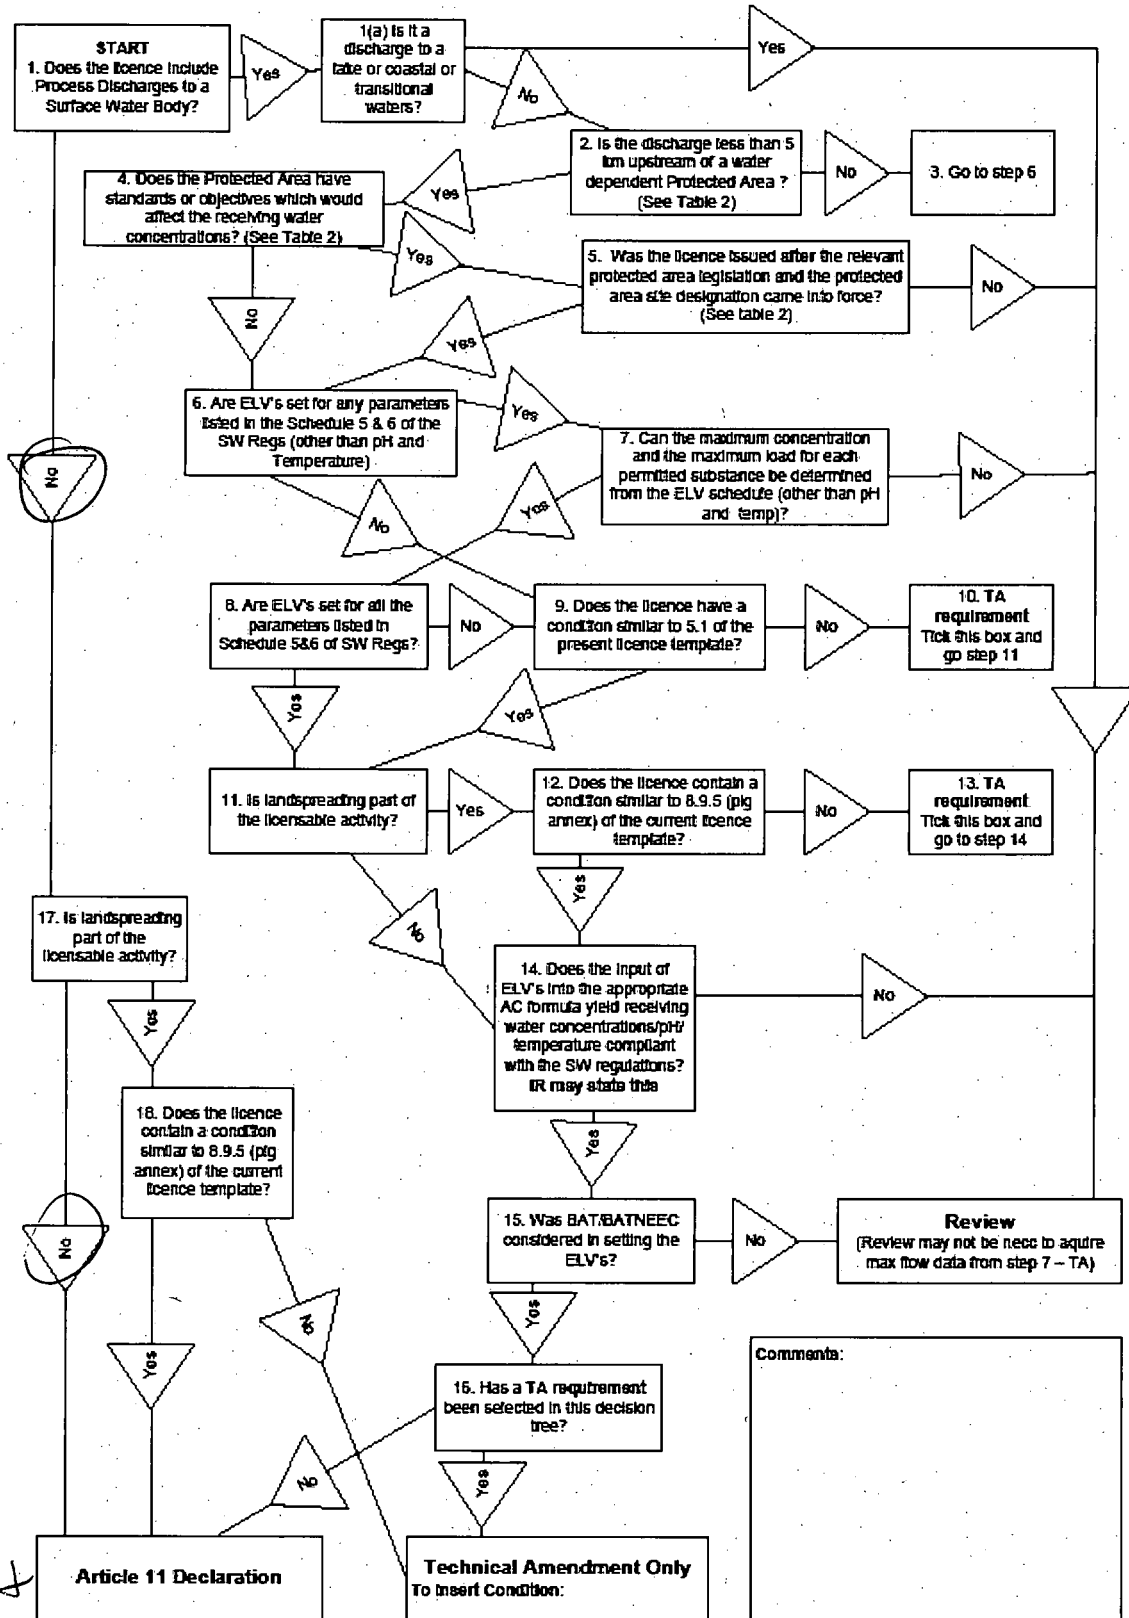 START
1. Does the licence include
Process Discharges to a
Surface Water Body?
Yes
1(a) Is it a
discharge to a
lake or coastal or
transitional
waters?
Yes
No
2. Is the discharge less than 5
km upstream of a water
dependent Protected Area ?
(See Table 2)
No
3. Go to step 6
Yes
4. Does the Protected Area have
standards or objectives which would
affect the receiving water
concentrations? (See Table 2)
Yes
No
5. Was the licence issued after the relevant
protected area legislation and the protected
area site designation came into force?
(See table 2)
No
Yes
6. Are ELV's set for any parameters
listed in the Schedule 5 & 6 of the
SW Regs (other than pH and
Temperature)
Yes
No
7. Can the maximum concentration
and the maximum load for each
permitted substance be determined
from the ELV schedule (other than pH
and temp)?
No
Yes
No
8. Are ELV's set for all the
parameters listed in
Schedule 5&6 of SW Regs?
No
9. Does the licence have a
condition similar to 5.1 of the
present licence template?
No
10. TA
requirement
Tick this box and
go step 11
Yes
Yes
11. Is landspreading part of
the licensable activity?
Yes
12. Does the licence contain a
condition similar to 8.9.5 (pig
annex) of the current licence
template?
No
13. TA
requirement
Tick this box and
go to step 14
Yes
No
17. Is landspreading
part of the
licensable activity?
14. Does the input of
ELV's into the appropriate
AC formula yield receiving
water concentrations/pH/
temperature compliant
with the SW regulations?
IR may state this
No
Yes
18. Does the licence
contain a condition
similar to 8.9.5 (pig
annex) of the current
licence template?
Yes
No
15. Was BAT/BATNEEC
considered in setting the
ELV's?
No
Review
(Review may not be necc to aquire
max flow data from step 7 – TA)
No
Yes
Yes
16. Has a TA requirement
been selected in this decision
tree?
Comments:
No
Yes
Article 11 Declaration
Technical Amendment Only
To Insert Condition: